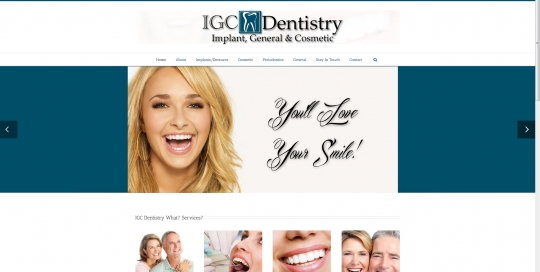 IGC Dentistry
Implant, General & Cosmetic
Home About Implants/Dentures Cosmetic Periodontics General Stay In Touch Contact
You'll Love
Your Smile!
IGC Dentistry What? Services?